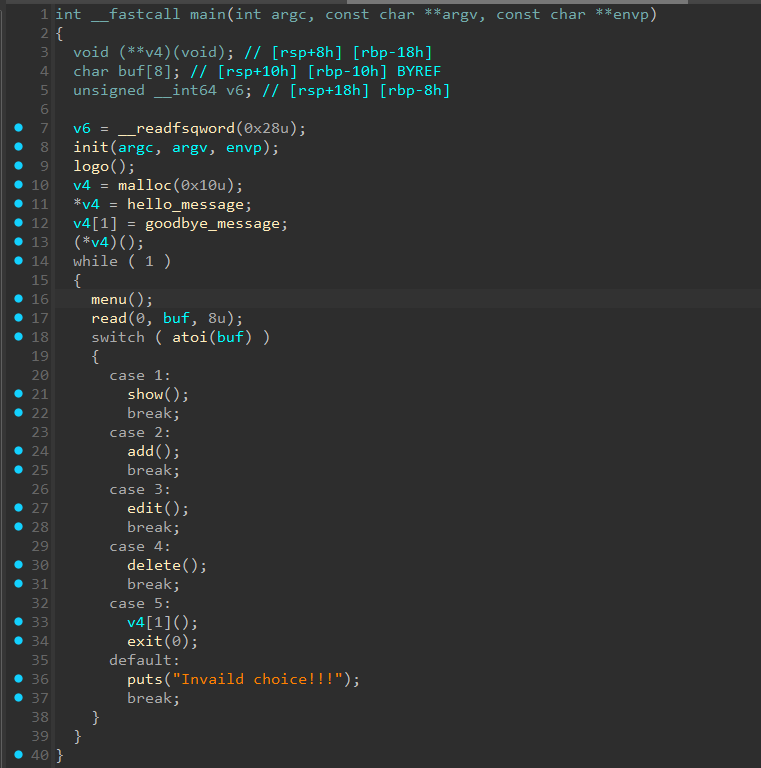 1 int __fastcall main(int argc, const char **argv, const char **envp)
2 {
3   void (**v4)(void); // [rsp+8h] [rbp-18h]
4   char buf[8]; // [rsp+10h] [rbp-10h] BYREF
5   unsigned __int64 v6; // [rsp+18h] [rbp-8h]
6
7   v6 = __readfsqword(0x28u);
8   init(argc, argv, envp);
9   logo();
10   v4 = malloc(0x10u);
11   *v4 = hello_message;
12   v4[1] = goodbye_message;
13   (*v4)();
14   while ( 1 )
15   {
16     menu();
17     read(0, buf, 8u);
18     switch ( atoi(buf) )
19     {
20       case 1:
21         show();
22         break;
23       case 2:
24         add();
25         break;
26       case 3:
27         edit();
28         break;
29       case 4:
30         delete();
31         break;
32       case 5:
33         v4[1]();
34         exit(0);
35       default:
36         puts("Invaild choice!!!");
37         break;
38     }
39   }
40 }